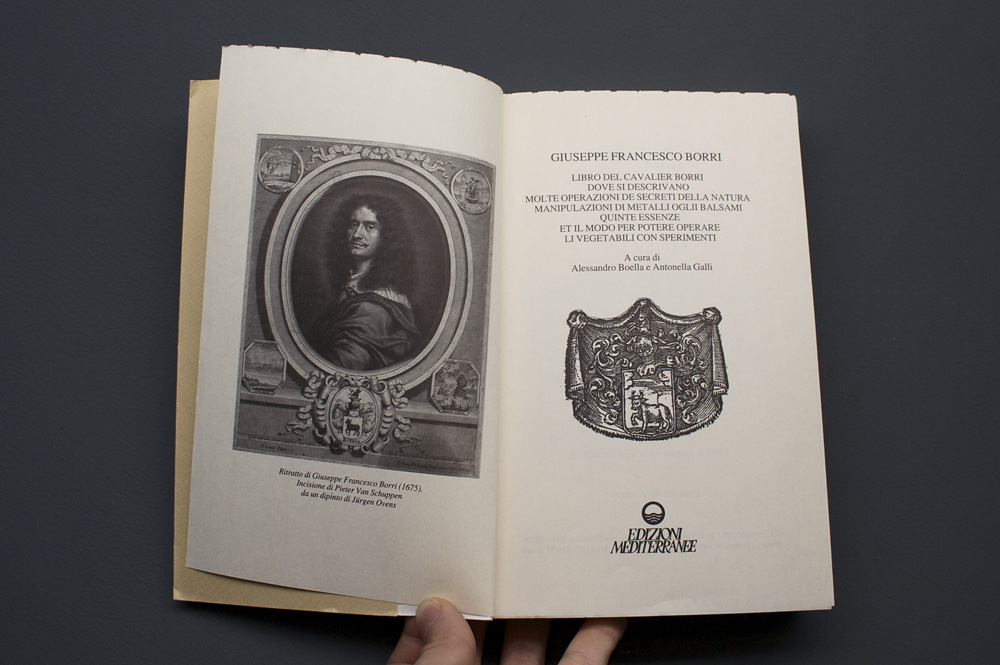 Ritratto di Giuseppe Francesco Borri (1675).
Incisione di Pieter Van Schuppen
da un dipinto di Jürgen Ovens
GIUSEPPE FRANCESCO BORRI
LIBRO DEL CAVALIER BORRI
DOVE SI DESCRIVANO
MOLTE OPERAZIONI DE SECRETI DELLA NATURA
MANIPULAZIONI DI METALLI OGLII BALSAMI
QUINTE ESSENZE
ET IL MODO PER POTERE OPERARE
LI VEGETABILI CON SPERIMENTI
A cura di
Alessandro Boella e Antonella Galli
EDIZIONI
MEDITERRANEE